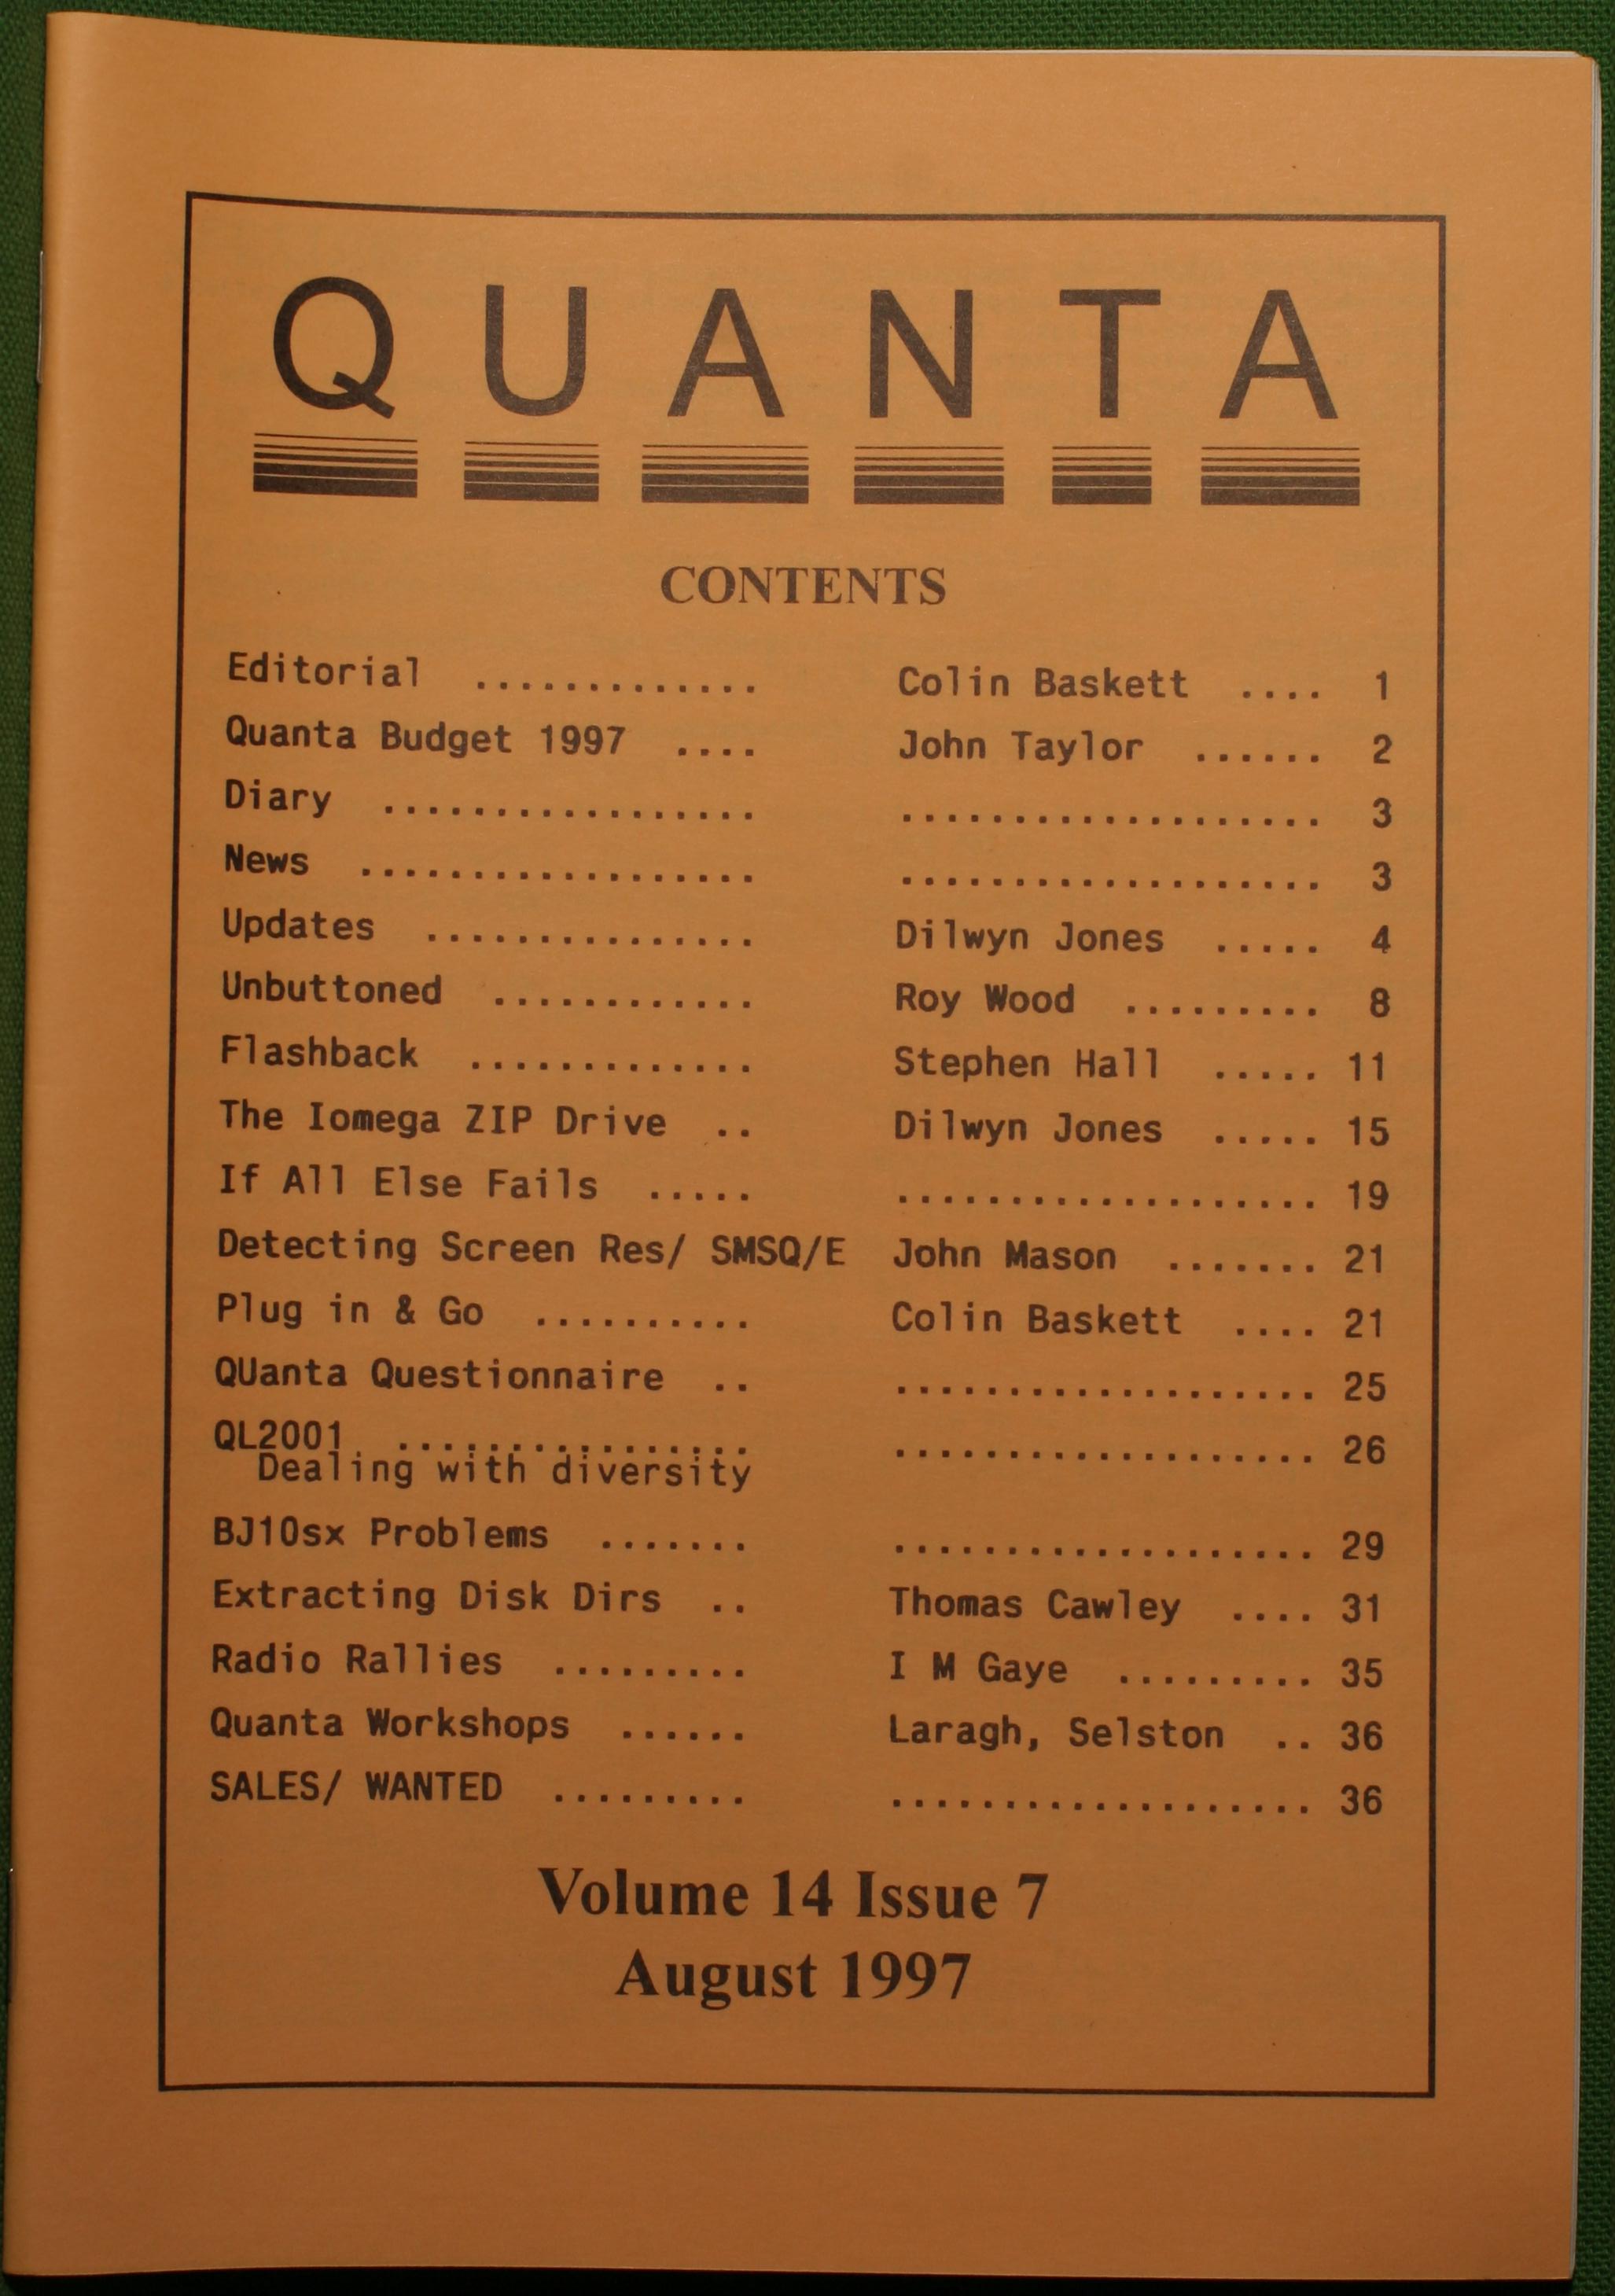 QUANTA
CONTENTS
Editorial ............. Colin Baskett .... 1
Quanta Budget 1997 .... John Taylor ...... 2
Diary ................. ................... 3
News .................. ................... 3
Updates ............... Dilwyn Jones ..... 4
Unbuttoned ............ Roy Wood ......... 8
Flashback ............. Stephen Hall ..... 11
The Iomega ZIP Drive .. Dilwyn Jones ..... 15
If All Else Fails ..... ................... 19
Detecting Screen Res/ SMSQ/E John Mason ....... 21
Plug in & Go .......... Colin Baskett .... 21
QUanta Questionnaire .. ................... 25
QL2001 ................ ................... 26
Dealing with diversity
BJ10sx Problems ....... ................... 29
Extracting Disk Dirs .. Thomas Cawley .... 31
Radio Rallies ......... I M Gaye ......... 35
Quanta Workshops ...... Laragh, Selston .. 36
SALES/ WANTED ......... ................... 36
Volume 14 Issue 7
August 1997